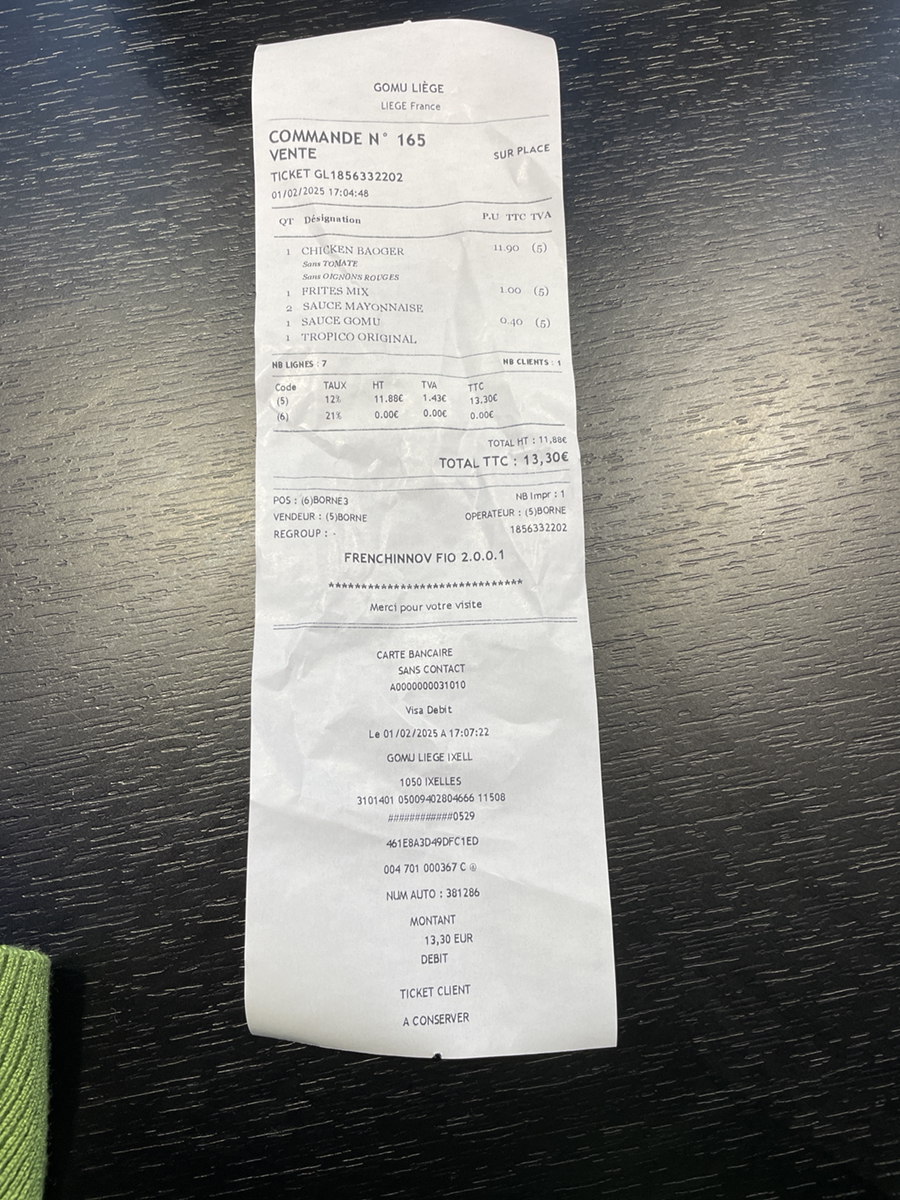 GOMU LIÈGE
LIEGE France
COMMANDE N° 165
VENTE
SUR PLACE
TICKET GL1856332202
01/02/2025 17:04:48
QT Désignation P.U TTC TVA
1 CHICKEN BAOGER 11.90 (5)
Sans TOMATE
Sans OIGNONS ROUGES
1 FRITES MIX 1.00 (5)
2 SAUCE MAYONNAISE
1 SAUCE GOMU 0.40 (5)
1 TROPICO ORIGINAL
NB LIGNES : 7 NB CLIENTS : 1
Code TAUX HT TVA TTC
(5) 12% 11.88€ 1.43€ 13.30€
(6) 21% 0.00€ 0.00€ 0.00€
TOTAL HT : 11,88€
TOTAL TTC : 13,30€
POS : (6)BORNE3 NB Impr : 1
VENDEUR : (5)BORNE OPERATEUR : (5)BORNE
REGROUP : - 1856332202
FRENCHINNOV FIO 2.0.0.1
******************************
Merci pour votre visite
CARTE BANCAIRE
SANS CONTACT
A0000000031010
Visa Debit
Le 01/02/2025 A 17:07:22
GOMU LIEGE IXELL
1050 IXELLES
3101401 05009402804666 11508
############0529
461E8A3D49DFC1ED
004 701 000367 C @
NUM AUTO : 381286
MONTANT
13,30 EUR
DEBIT
TICKET CLIENT
A CONSERVER